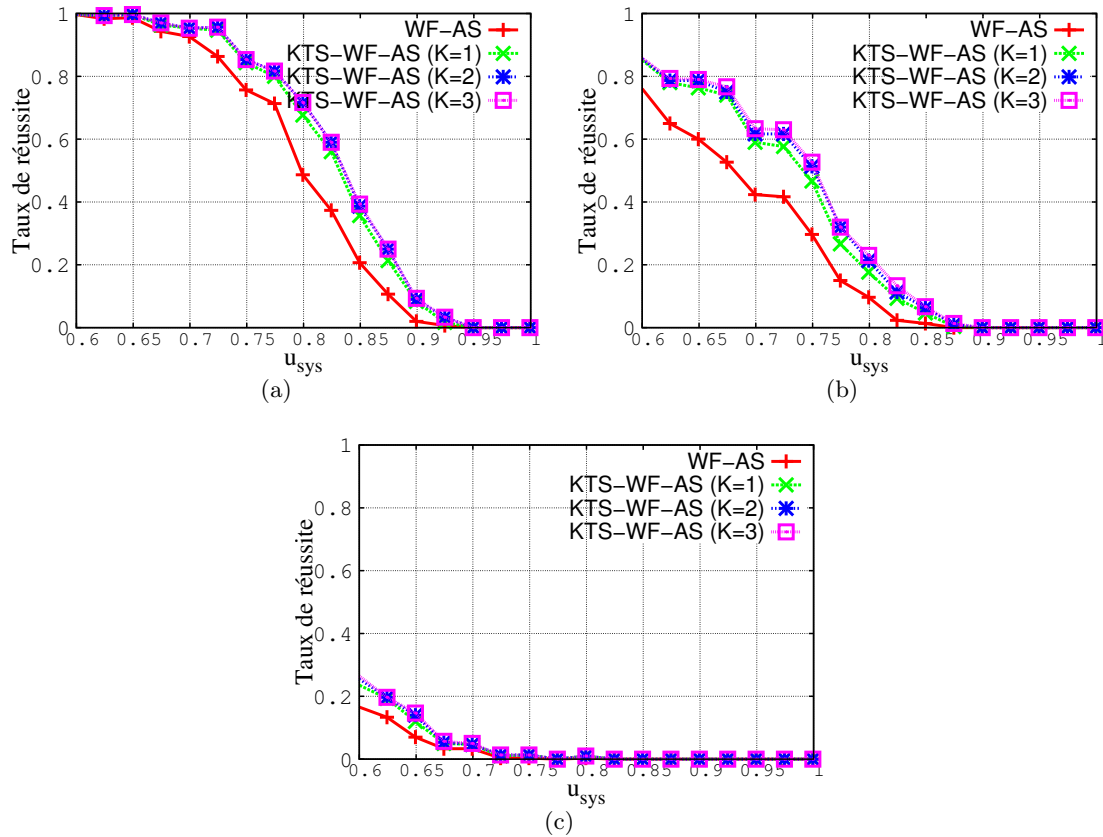 1
0.8
0.6
0.4
0.2
0
Taux de réussite
WF-AS
KTS-WF-AS (K=1)
KTS-WF-AS (K=2)
KTS-WF-AS (K=3)
0.6 0.65 0.7 0.75 0.8 0.85 0.9 0.95 1
u_sys
(a)
1
0.8
0.6
0.4
0.2
0
Taux de réussite
WF-AS
KTS-WF-AS (K=1)
KTS-WF-AS (K=2)
KTS-WF-AS (K=3)
0.6 0.65 0.7 0.75 0.8 0.85 0.9 0.95 1
u_sys
(b)
1
0.8
0.6
0.4
0.2
0
Taux de réussite
WF-AS
KTS-WF-AS (K=1)
KTS-WF-AS (K=2)
KTS-WF-AS (K=3)
0.6 0.65 0.7 0.75 0.8 0.85 0.9 0.95 1
u_sys
(c)